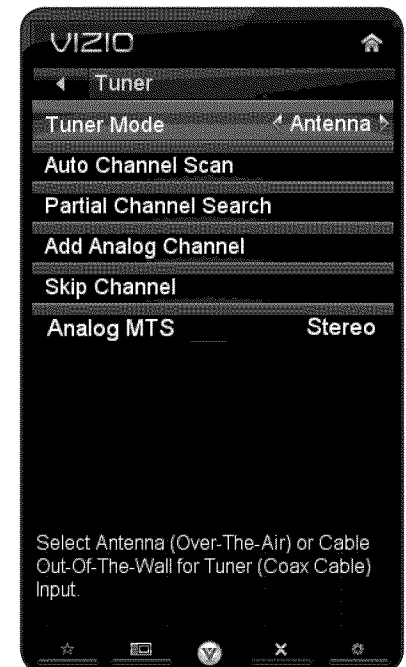 VIZIO
Tuner
Tuner Mode Antenna
Auto Channel Scan
Partial Channel Search
Add Analog Channel
Skip Channel
Analog MTS Stereo
Select Antenna (Over-The-Air) or Cable
Out-Of-The-Wall for Tuner (Coax Cable)
Input.